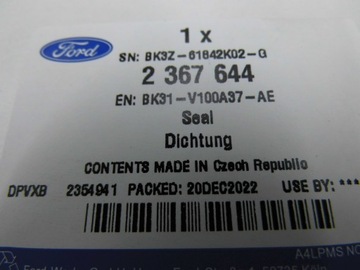 1 x
Ford
SN: BK3Z-61842K02-G
2 367 644
EN: BK31-V100A37-AE
Seal
Dichtung
CONTENTS MADE IN Czech Republic
DPVXB 2354941 PACKED: 20DEC2022 USE BY: ***
A4LPMS NO